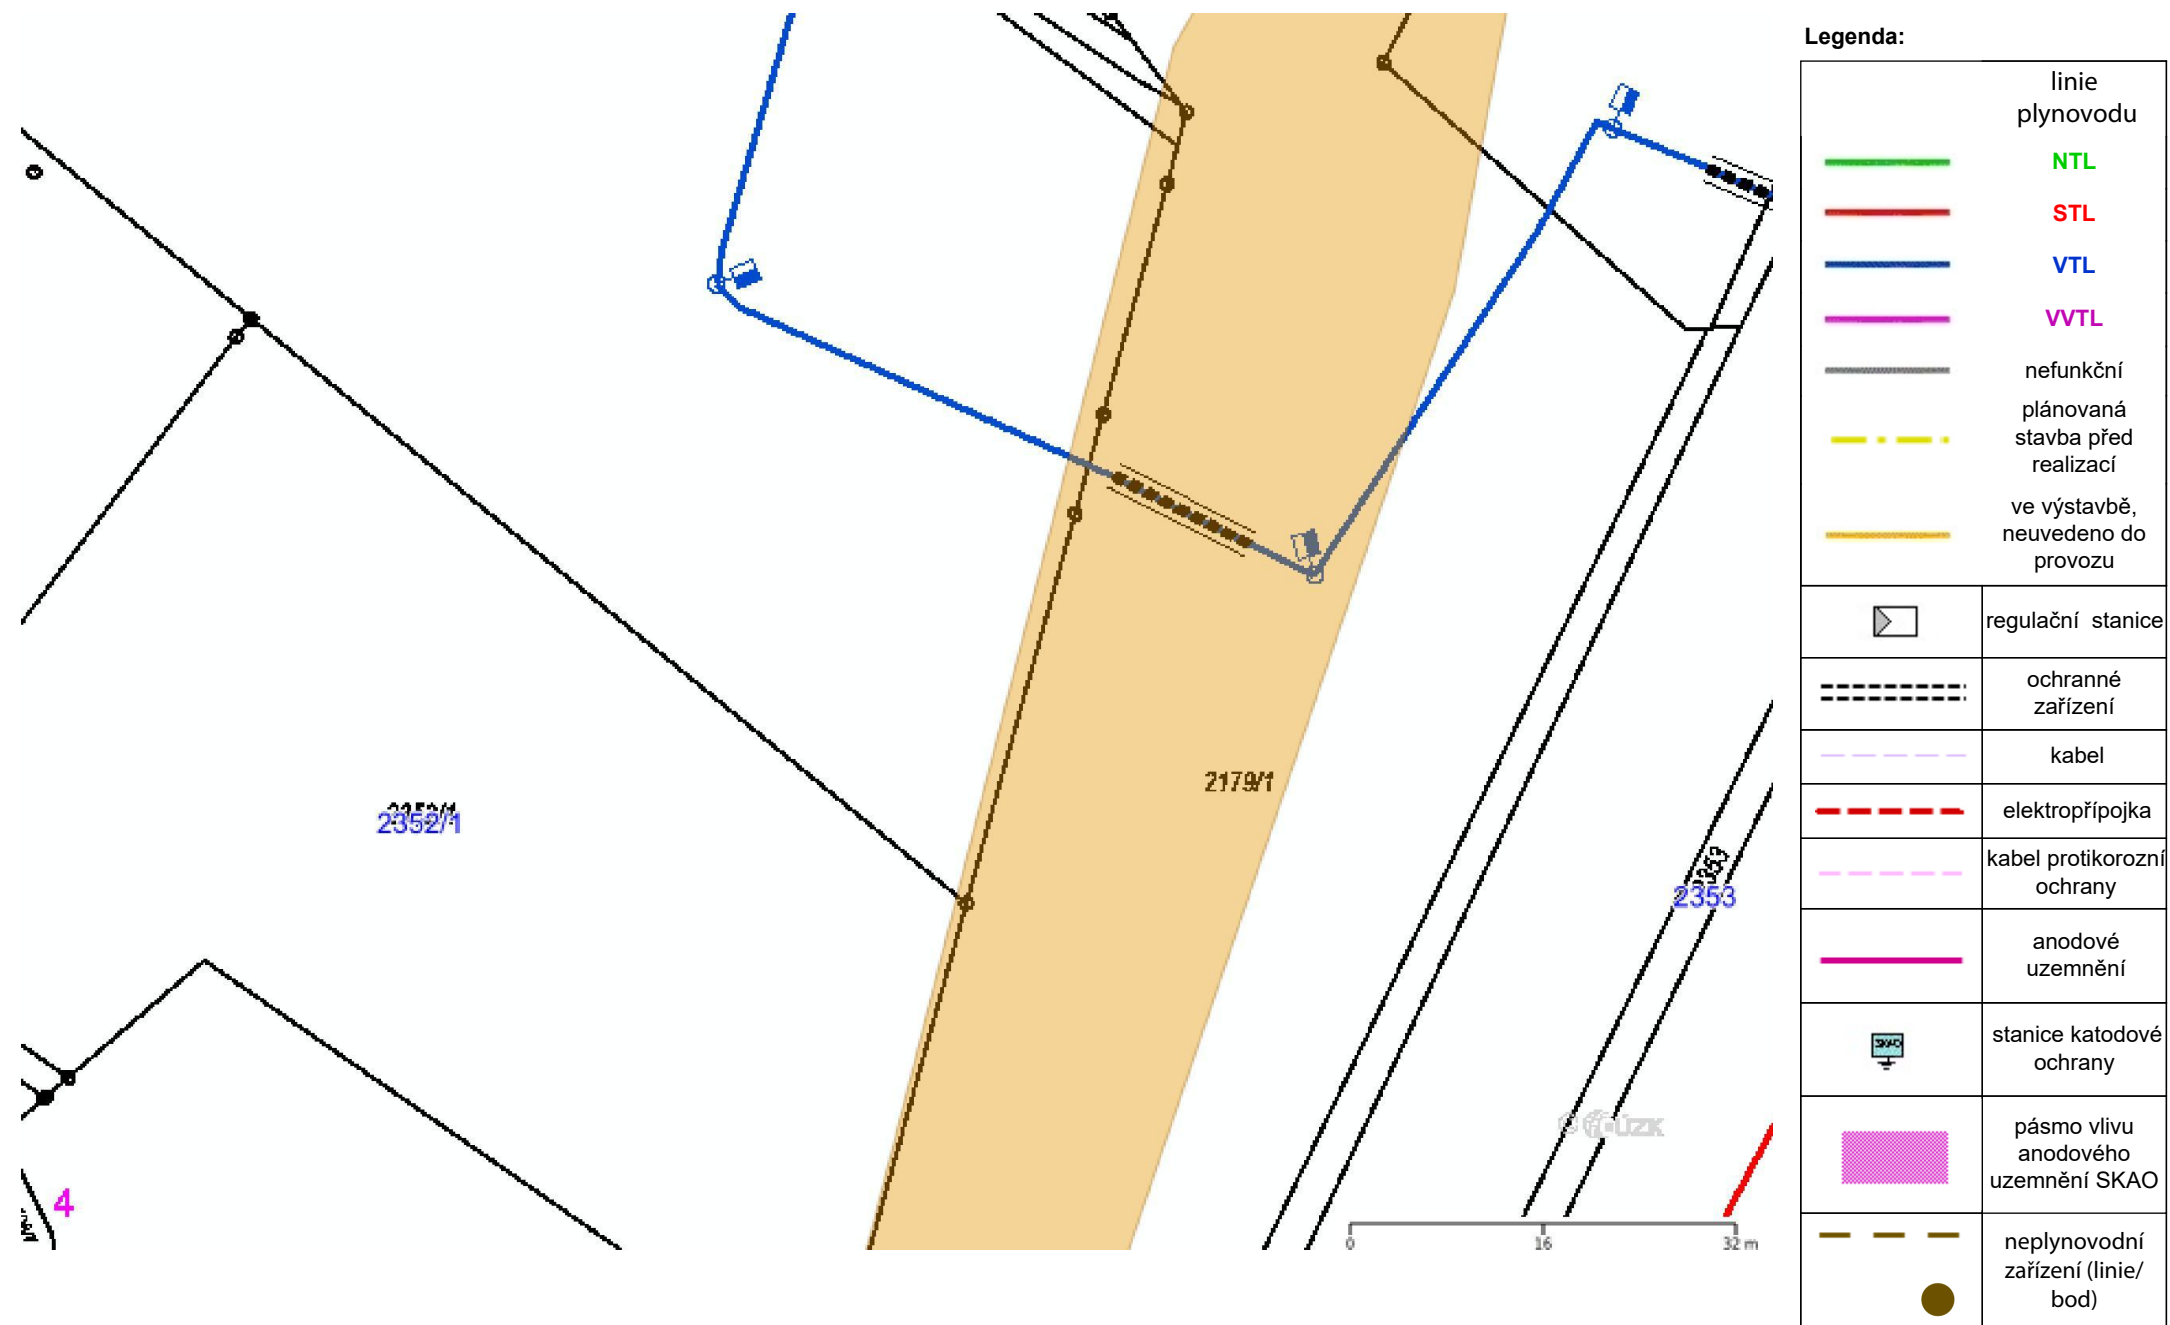 Legenda:
linie
plynovodu
NTL
STL
VTL
VVTL
nefunkční
plánovaná
stavba před
realizací
ve výstavbě,
neuvedeno do
provozu
regulační stanice
ochranné
zařízení
kabel
elektropřípojka
kabel protikorozní
ochrany
anodové
uzemnění
SKAO
stanice katodové
ochrany
pásmo vlivu
anodového
uzemnění SKAO
neplynovodní
zařízení (linie/
bod)
2352/1
2179/1
2353
4
ČÚZK
0 16 32 m